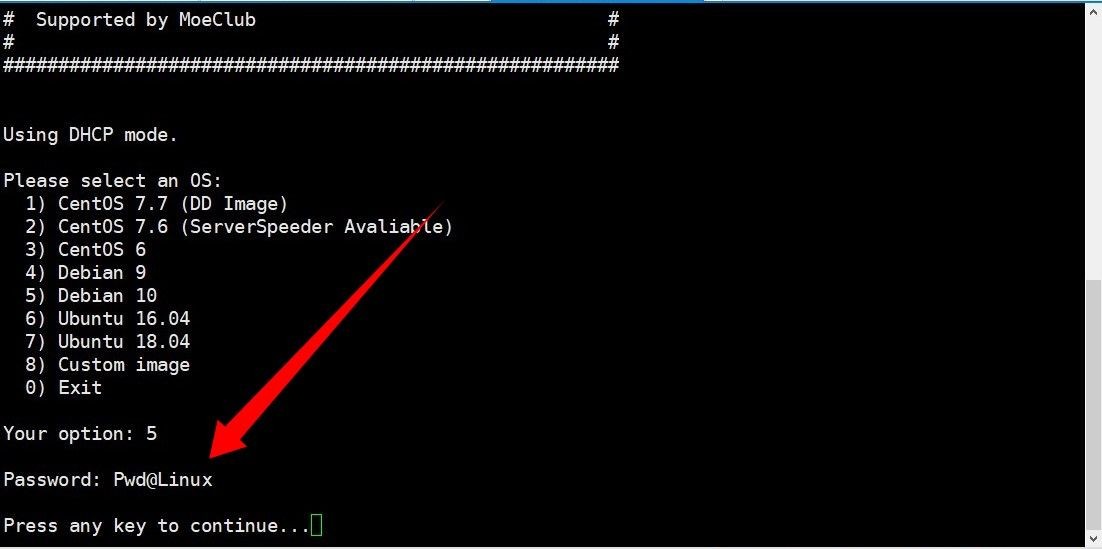 #  Supported by MoeClub                                #
#                                                      #
########################################################
Using DHCP mode.
Please select an OS:
  1) CentOS 7.7 (DD Image)
  2) CentOS 7.6 (ServerSpeeder Avaliable)
  3) CentOS 6
  4) Debian 9
  5) Debian 10
  6) Ubuntu 16.04
  7) Ubuntu 18.04
  8) Custom image
  0) Exit
Your option: 5
Password: Pwd@Linux
Press any key to continue...